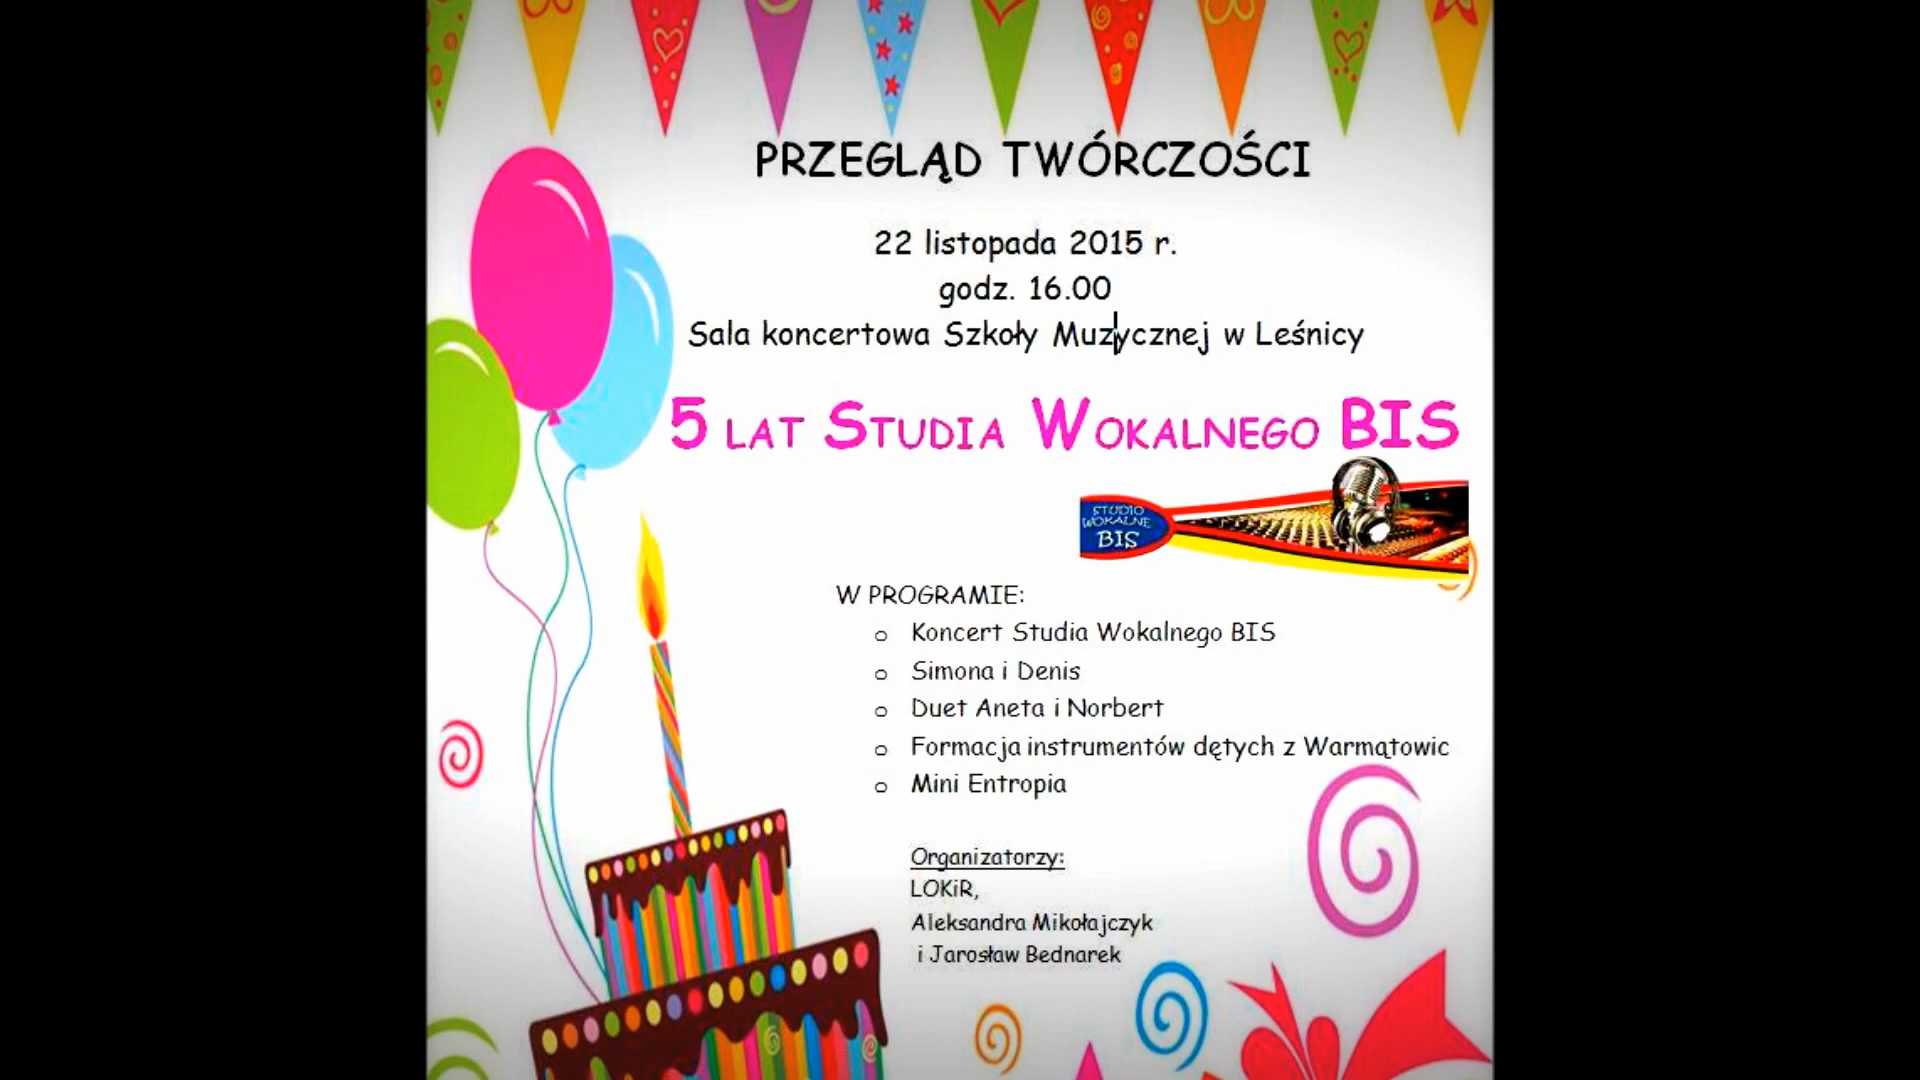 PRZEGLĄD TWÓRCZOŚCI
22 listopada 2015 r.
godz. 16.00
Sala koncertowa Szkoły Muzycznej w Leśnicy
5 LAT STUDIA WOKALNEGO BIS
STUDIO
WOKALNE
BIS
W PROGRAMIE:
o Koncert Studia Wokalnego BIS
o Simona i Denis
o Duet Aneta i Norbert
o Formacja instrumentów dętych z Warmątowic
o Mini Entropia
Organizatorzy:
LOKiR,
Aleksandra Mikołajczyk
i Jarosław Bednarek